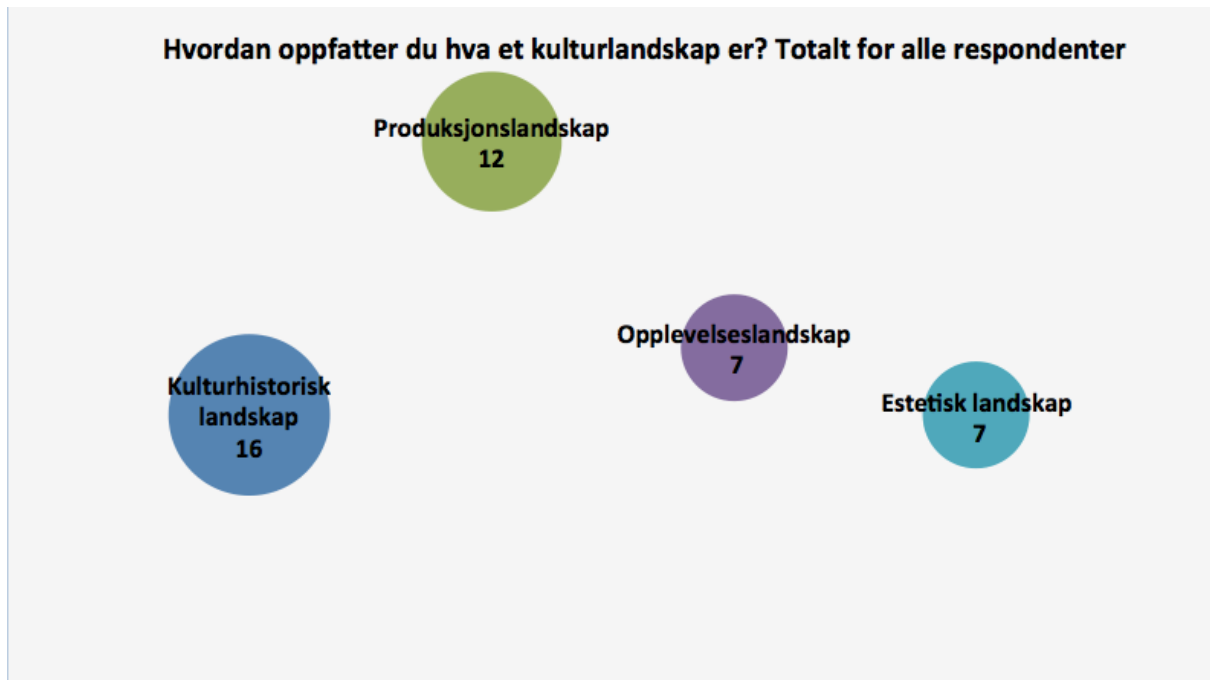 Hvordan oppfatter du hva et kulturlandskap er? Totalt for alle respondenter
Produksjonslandskap
12
Opplevelseslandskap
7
Kulturhistorisk
landskap
16
Estetisk landskap
7